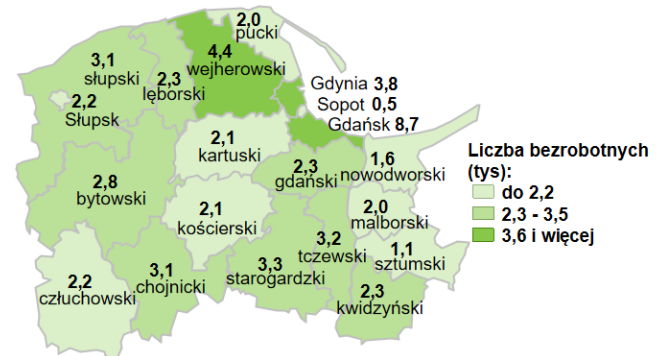 2,0
pucki
4,4
wejherowski
3,1
słupski
2,3
lęborski
2,2
Słupsk
Gdynia 3,8
Sopot 0,5
Gdańsk 8,7
2,1
kartuski
2,3
gdański
1,6
nowodworski
2,8
bytowski
2,1
kościerski
2,0
malborski
3,2
tczewski
1,1
sztumski
2,2
człuchowski
3,1
chojnicki
3,3
starogardzki
2,3
kwidzyński
Liczba bezrobotnych
(tys):
do 2,2
2,3 - 3,5
3,6 i więcej